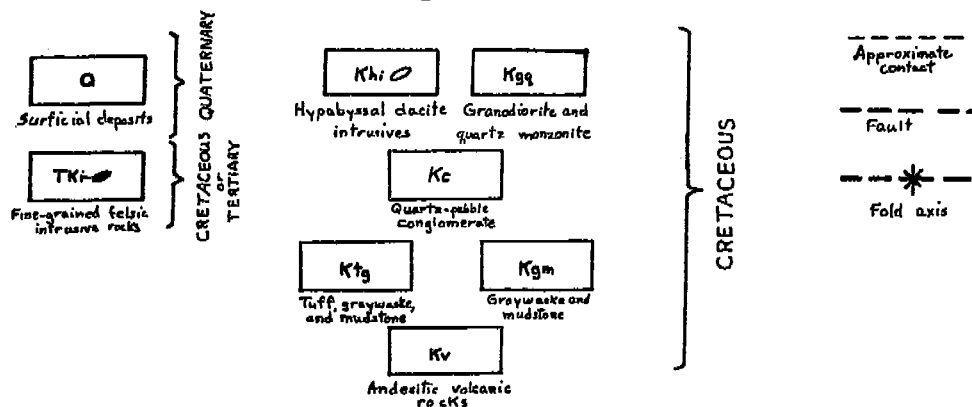 Q
Surficial deposits
QUATERNARY
TKi
Fine-grained felsic
intrusive rocks
CRETACEOUS
or
TERTIARY
Khi
Hypabyssal dacite
intrusives
Kgq
Granodiorite and
quartz monzonite
Kc
Quartz-pebble
conglomerate
Ktg
Tuff, graywacke,
and mudstone
Kgm
Graywacke and
mudstone
Kv
Andesitic volcanic
rocks
CRETACEOUS
Approximate
contact
Fault
Fold axis